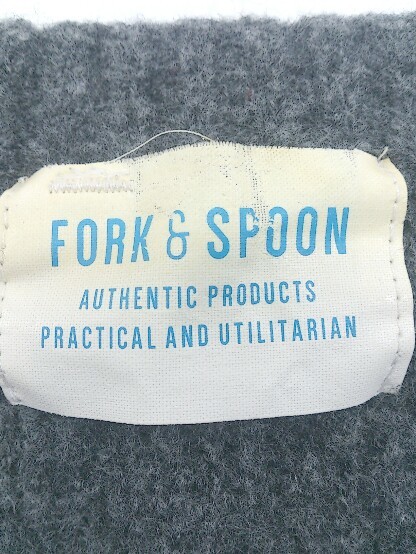 FORK & SPOON
AUTHENTIC PRODUCTS
PRACTICAL AND UTILITARIAN